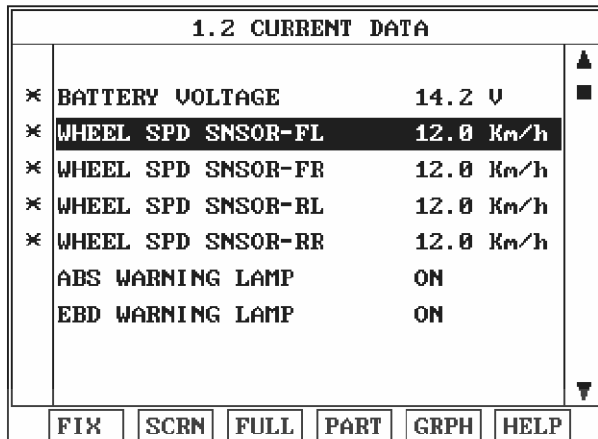 1.2 CURRENT DATA
* BATTERY VOLTAGE 14.2 V
* WHEEL SPD SNSOR-FL 12.0 Km/h
* WHEEL SPD SNSOR-FR 12.0 Km/h
* WHEEL SPD SNSOR-RL 12.0 Km/h
* WHEEL SPD SNSOR-RR 12.0 Km/h
ABS WARNING LAMP ON
EBD WARNING LAMP ON
FIX SCRN FULL PART GRPH HELP